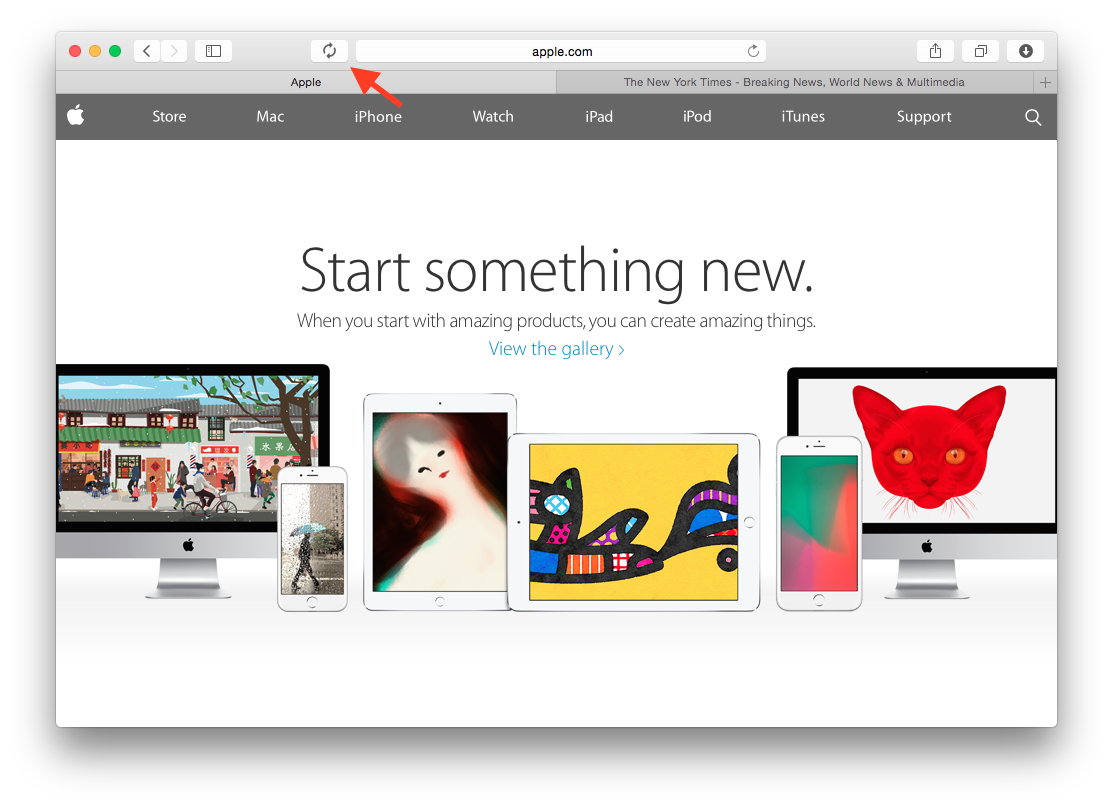 apple.com
Apple
The New York Times - Breaking News, World News & Multimedia
Store Mac iPhone Watch iPad iPod iTunes Support
Start something new.
When you start with amazing products, you can create amazing things.
View the gallery ›